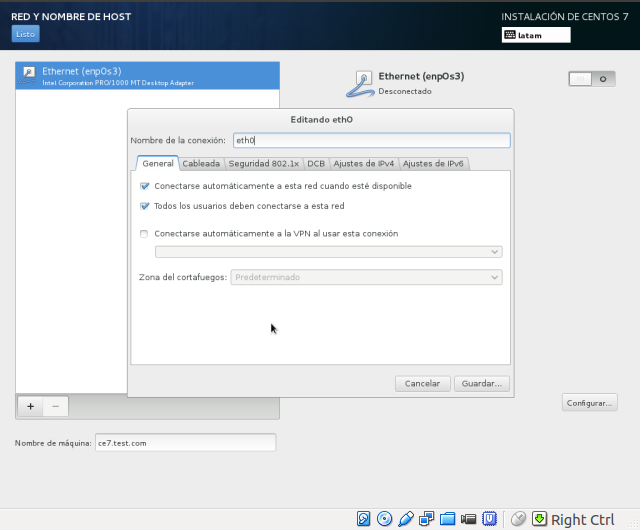 RED Y NOMBRE DE HOST
INSTALACIÓN DE CENTOS 7
Listo
latam
Ethernet (enp0s3)
Intel Corporation PRO/1000 MT Desktop Adapter
Ethernet (enp0s3)
Desconectado
Editando eth0
Nombre de la conexión: eth0
General Cableada Seguridad 802.1x DCB Ajustes de IPv4 Ajustes de IPv6
Conectarse automáticamente a esta red cuando esté disponible
Todos los usuarios deben conectarse a esta red
Conectarse automáticamente a la VPN al usar esta conexión
Zona del cortafuegos: Predeterminado
Cancelar Guardar...
+ −
Configurar...
Nombre de máquina: ce7.test.com
Right Ctrl